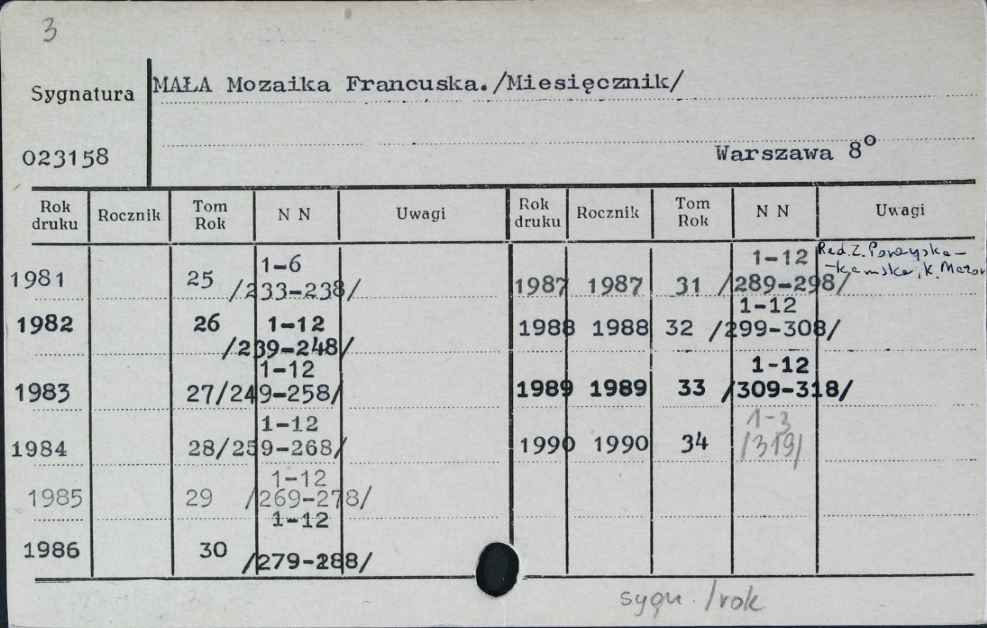 3
Sygnatura
MAŁA Mozaika Francuska./Miesięcznik/
023158
Warszawa 8º
Rok druku Rocznik Tom Rok N N Uwagi
1981 25 1-6
/233-238/
1982 26 1-12
/239-248/
1983 27 1-12
/249-258/
1984 28 1-12
/259-268/
1985 29 1-12
/269-278/
1986 30 1-12
/279-288/
Rok druku Rocznik Tom Rok N N Uwagi
1987 1987 31 1-12 Red. Z.
/289-298/ K.
1988 1988 32 1-12
/299-308/
1989 1989 33 1-12
/309-318/
1990 1990 34 1-3
/319/
sygn. /rok